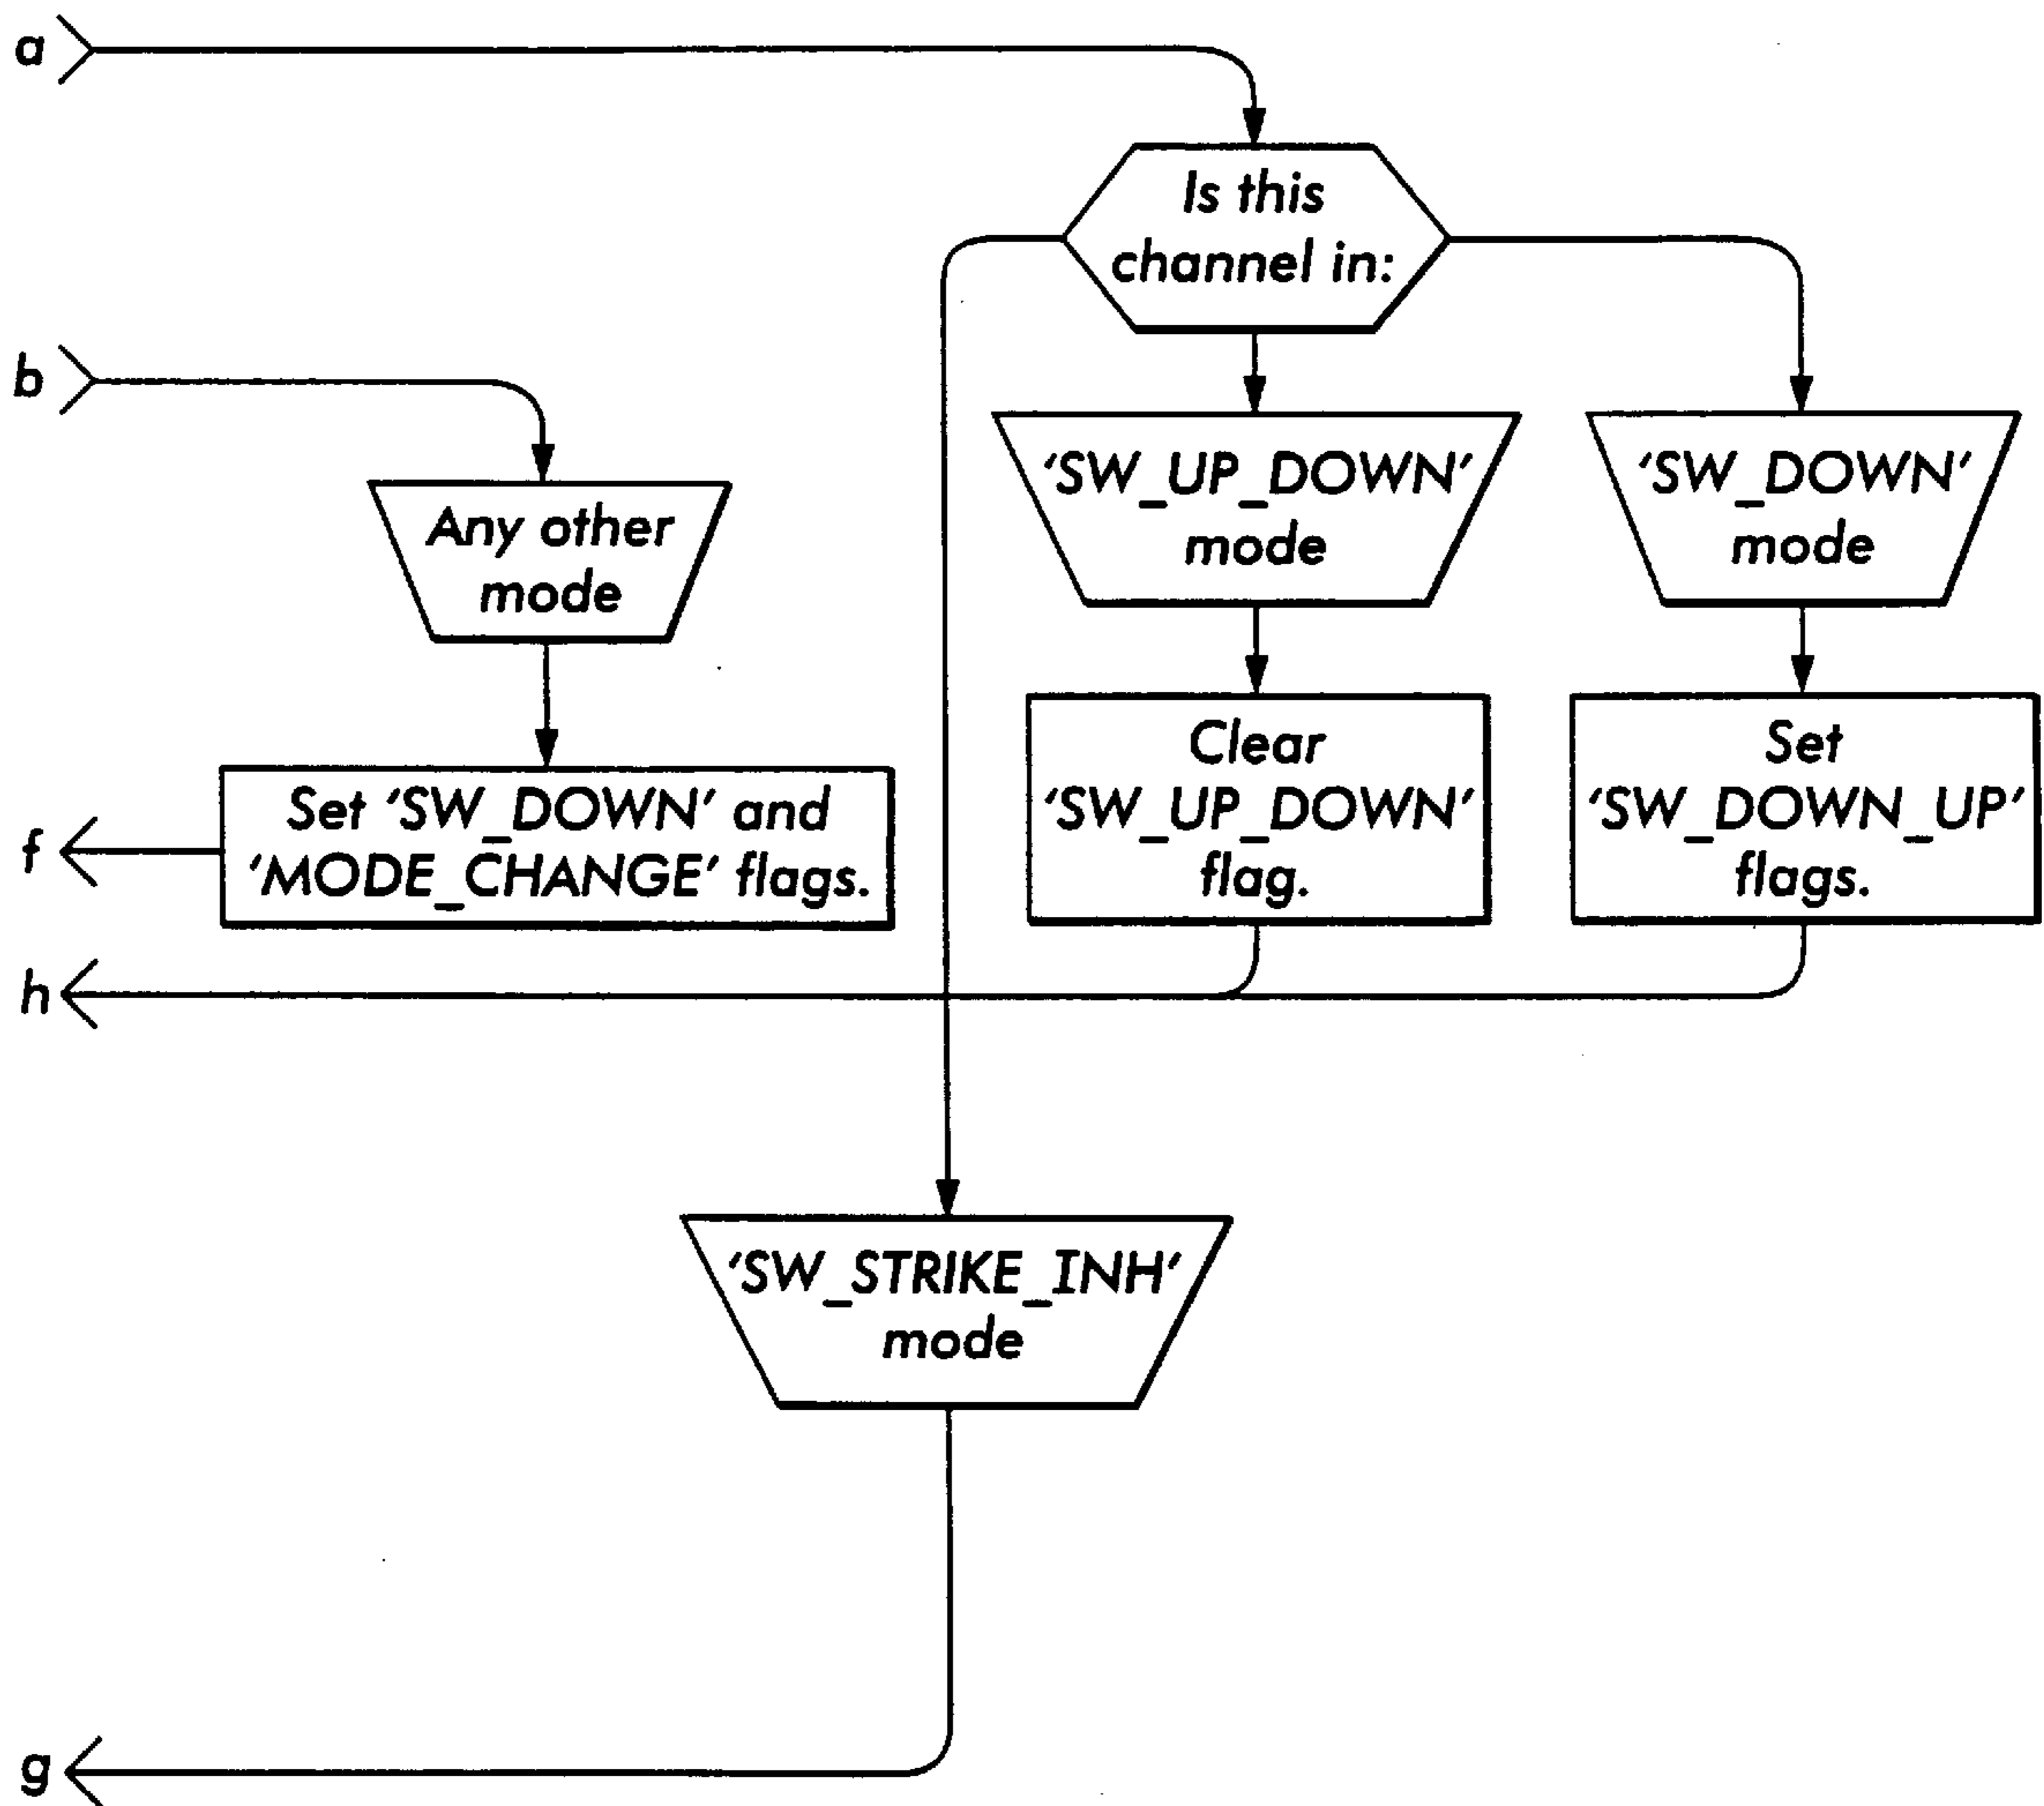 a
Is this
channel in:
b
'SW_UP_DOWN'
mode
'SW_DOWN'
mode
Any other
mode
Clear
'SW_UP_DOWN'
flag.
Set
'SW_DOWN_UP'
flags.
Set 'SW_DOWN' and
'MODE_CHANGE' flags.
f
h
'SW_STRIKE_INH'
mode
g